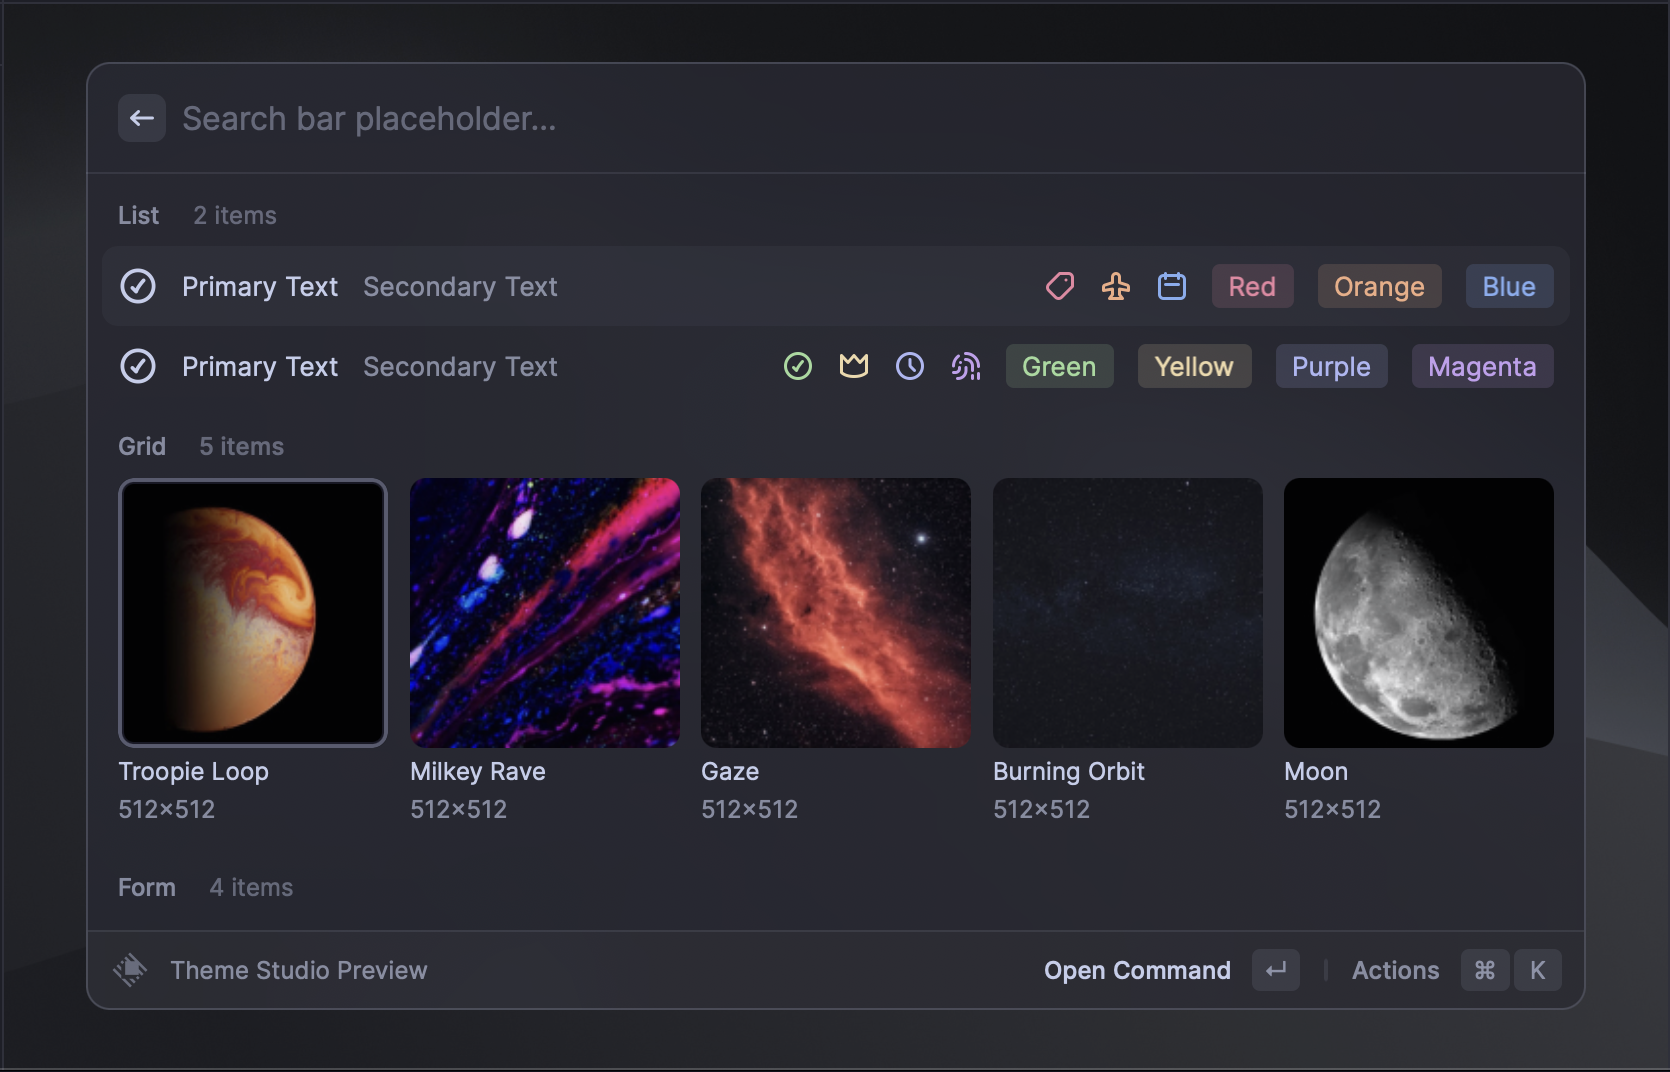 Search bar placeholder...
List 2 items
Primary Text Secondary Text Red Orange Blue
Primary Text Secondary Text Green Yellow Purple Magenta
Grid 5 items
Troopie Loop Milkey Rave Gaze Burning Orbit Moon
512×512 512×512 512×512 512×512 512×512
Form 4 items
Theme Studio Preview Open Command ↵ Actions ⌘ K